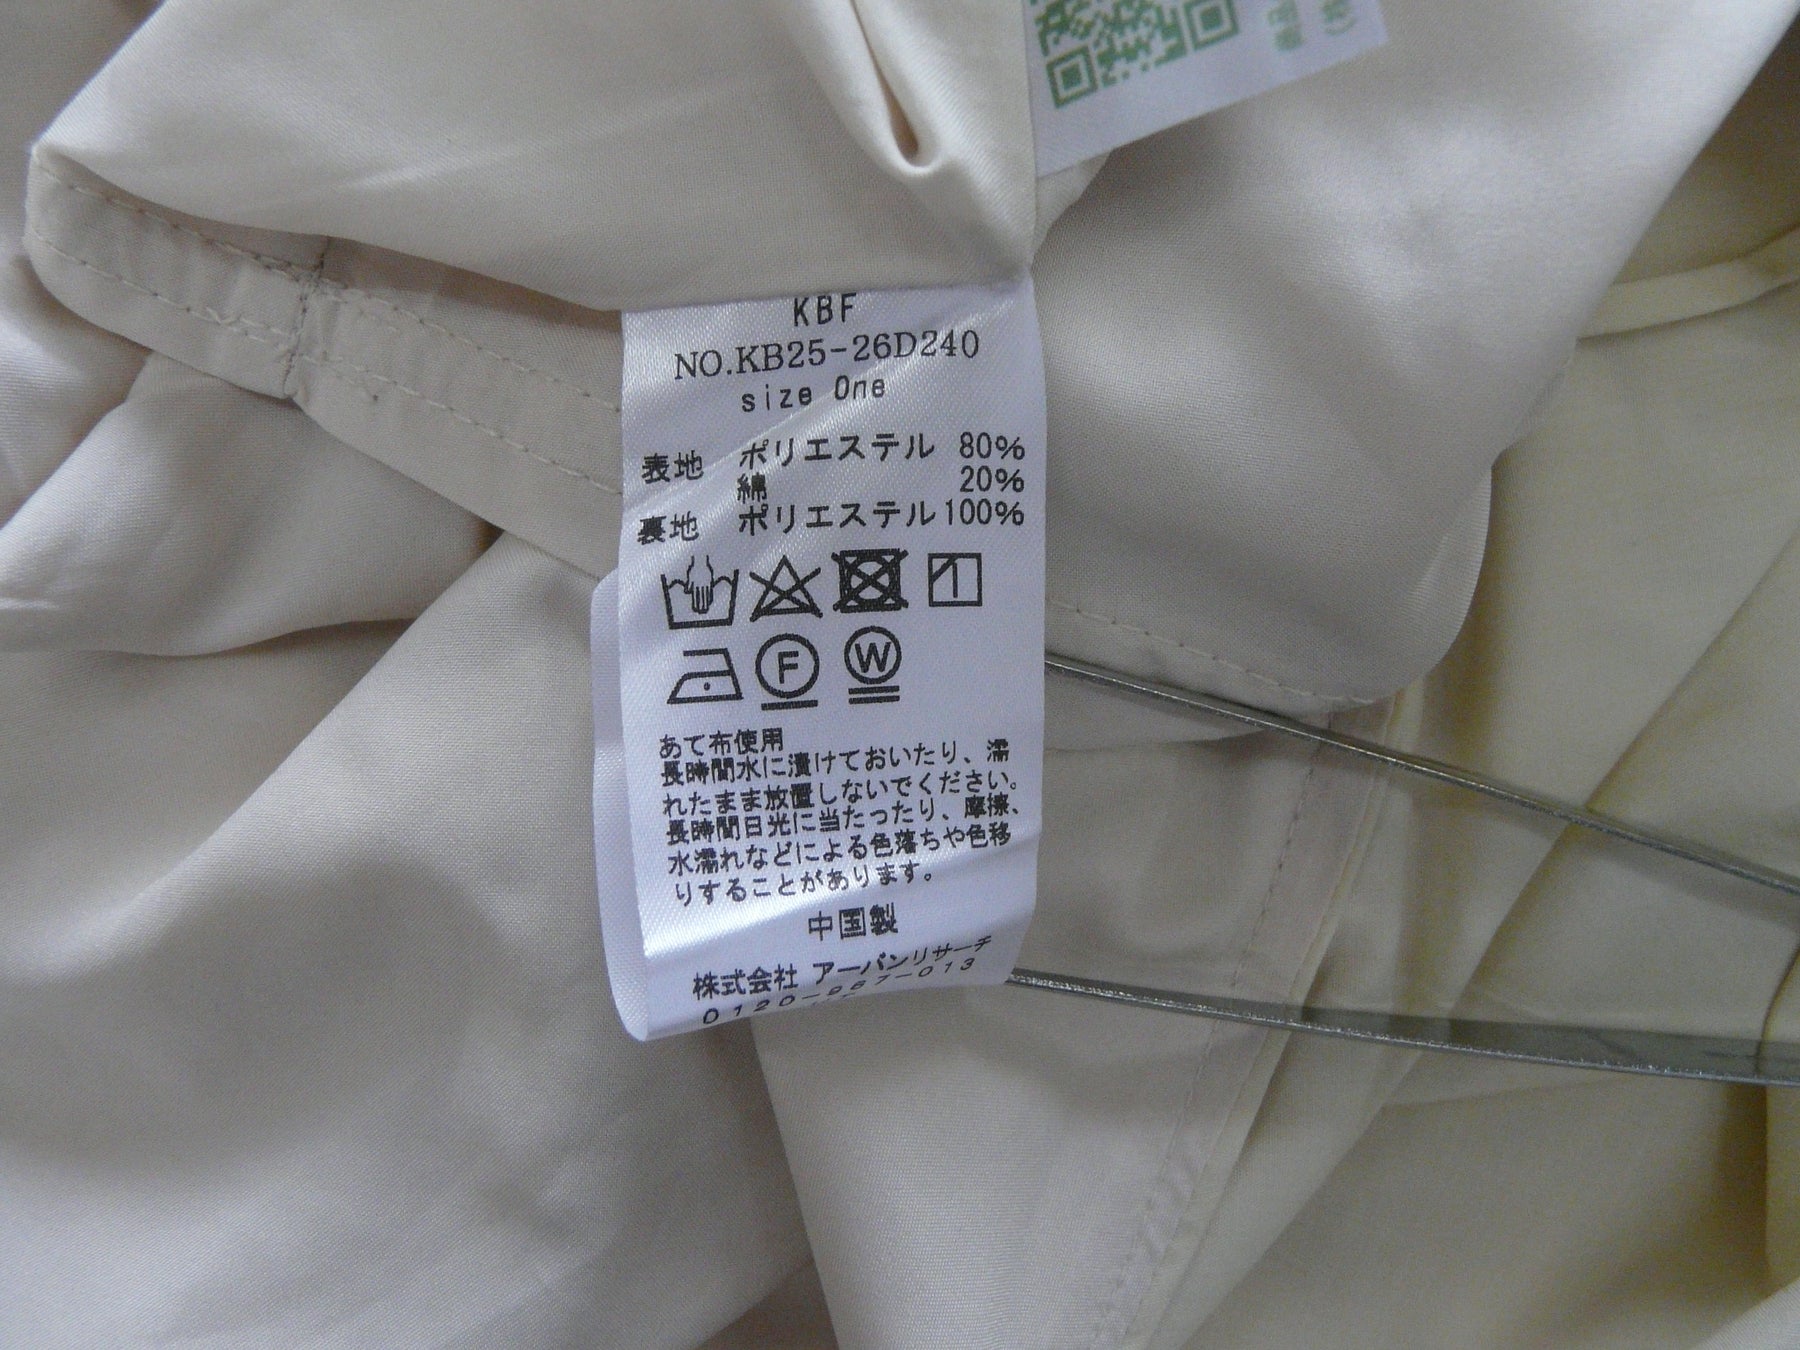 KBF
NO.KB25-26D240
size One
表地 ポリエステル 80%
綿 20%
裏地 ポリエステル 100%
F W
あて布使用
長時間水に漬けておいたり、濡
れたまま放置しないでください。
長時間日光に当たったり、摩擦、
水濡れなどによる色落ちや色移
りすることがあります。
中国製
株式会社 アーバンリサーチ
0120-967-013